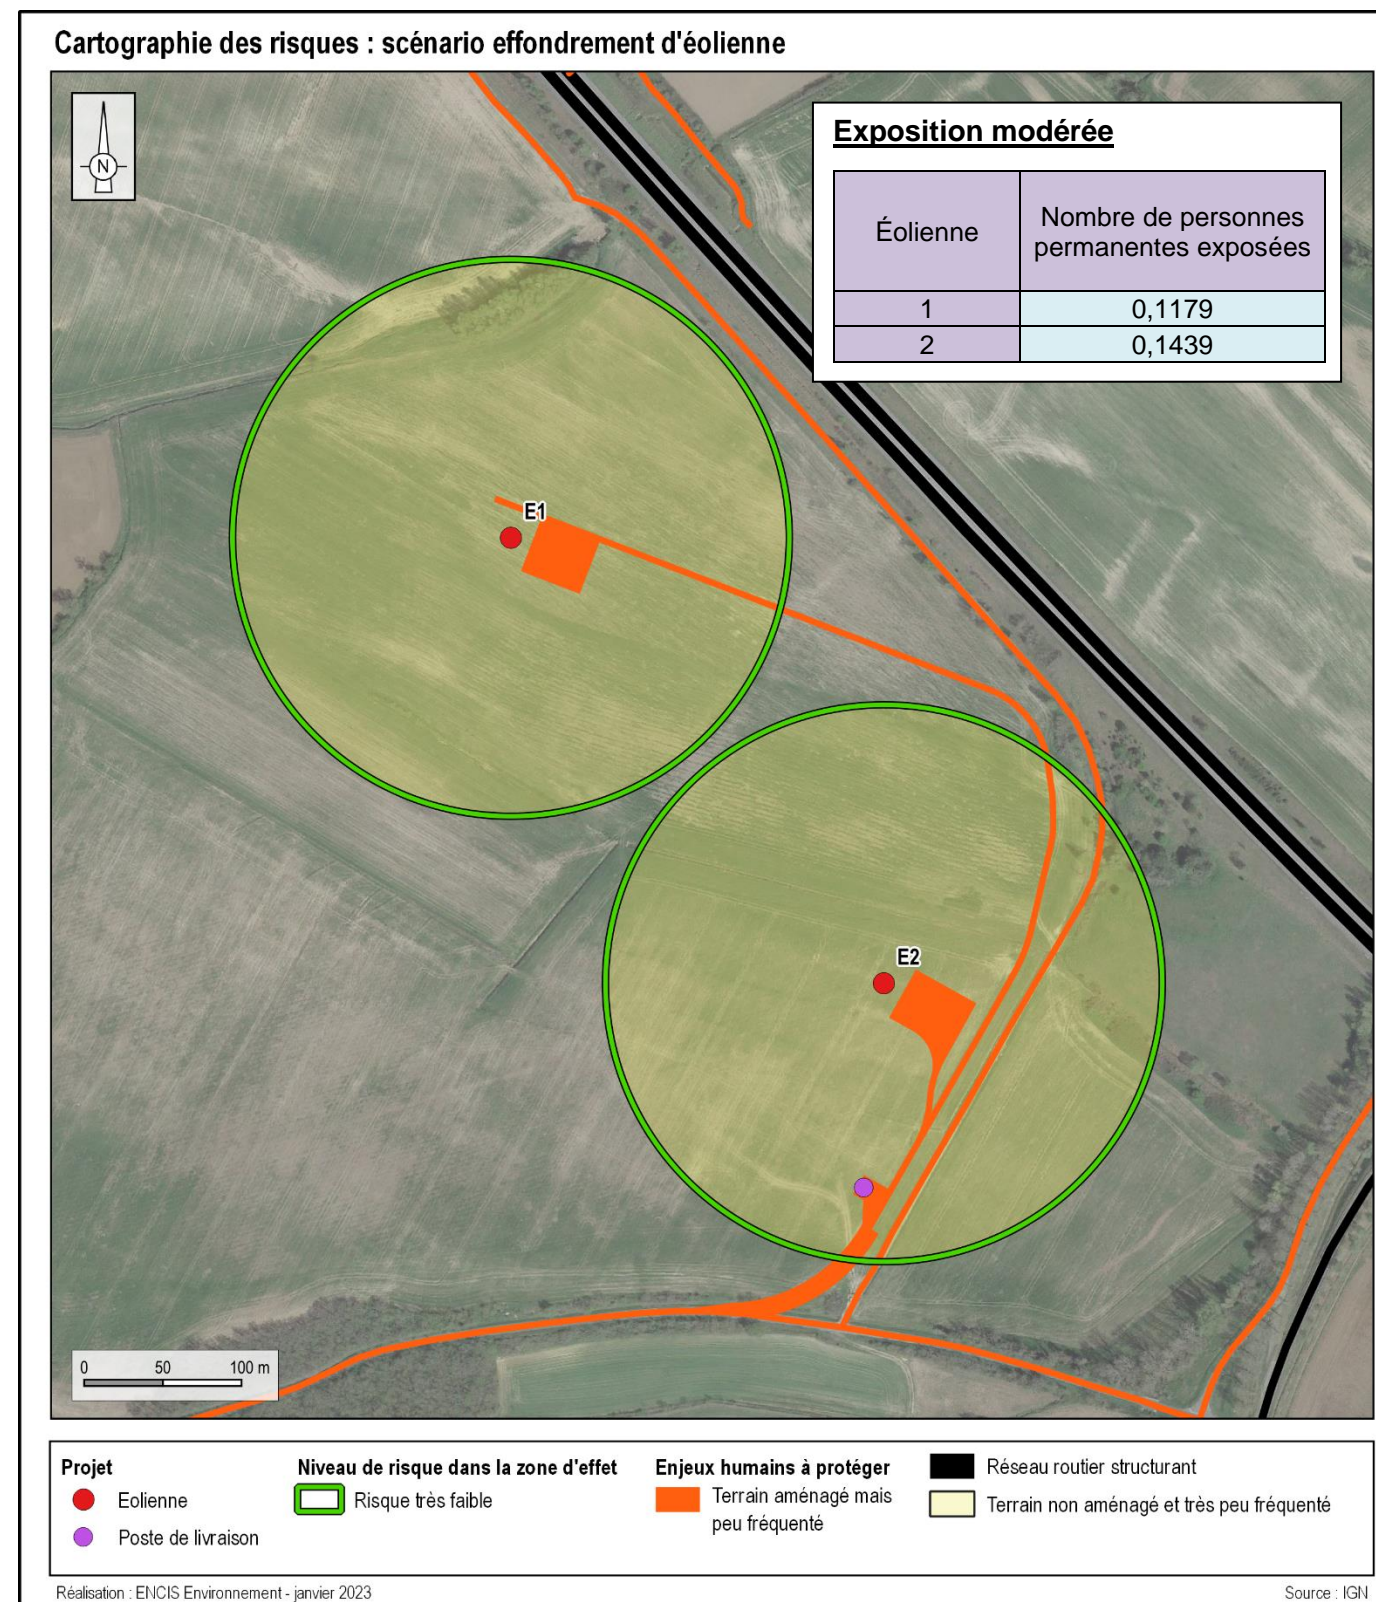 Cartographie des risques : scénario effondrement d'éolienne
N
Exposition modérée
Éolienne
Nombre de personnes
permanentes exposées
1 0,1179
2 0,1439
E1
E2
0 50 100 m
Projet
Eolienne
Poste de livraison
Niveau de risque dans la zone d'effet
Risque très faible
Enjeux humains à protéger
Terrain aménagé mais
peu fréquenté
Réseau routier structurant
Terrain non aménagé et très peu fréquenté
Réalisation : ENCIS Environnement - janvier 2023
Source : IGN